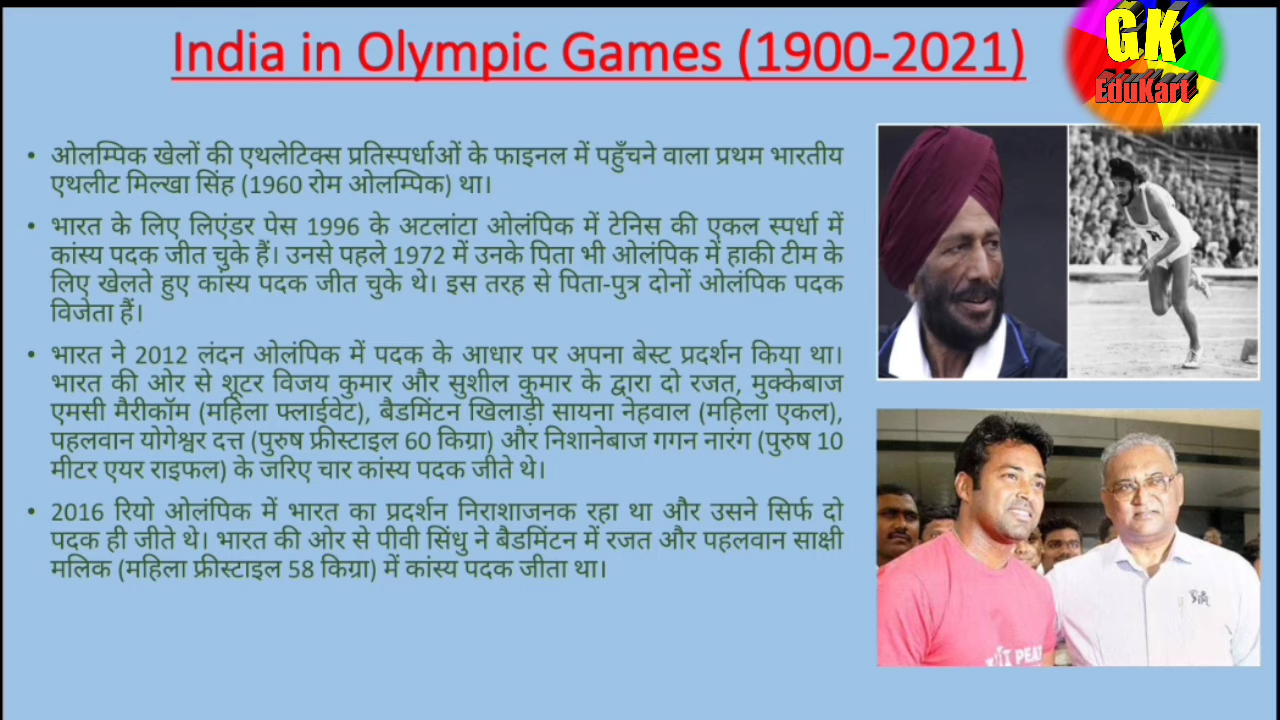 India in Olympic Games (1900-2021)
GK
EduKart
• ओलम्पिक खेलों की एथलेटिक्स प्रतिस्पर्धाओं के फाइनल में पहुँचने वाला प्रथम भारतीय
एथलीट मिल्खा सिंह (1960 रोम ओलम्पिक) था।
• भारत के लिए लिएंडर पेस 1996 के अटलांटा ओलंपिक में टेनिस की एकल स्पर्धा में
कांस्य पदक जीत चुके हैं। उनसे पहले 1972 में उनके पिता भी ओलंपिक में हाकी टीम के
लिए खेलते हुए कांस्य पदक जीत चुके थे। इस तरह से पिता-पुत्र दोनों ओलंपिक पदक
विजेता हैं।
• भारत ने 2012 लंदन ओलंपिक में पदक के आधार पर अपना बेस्ट प्रदर्शन किया था।
भारत की ओर से शूटर विजय कुमार और सुशील कुमार के द्वारा दो रजत, मुक्केबाज
एमसी मैरीकॉम (महिला फ्लाईवेट), बैडमिंटन खिलाड़ी सायना नेहवाल (महिला एकल),
पहलवान योगेश्वर दत्त (पुरुष फ्रीस्टाइल 60 किग्रा) और निशानेबाज गगन नारंग (पुरुष 10
मीटर एयर राइफल) के जरिए चार कांस्य पदक जीते थे।
• 2016 रियो ओलंपिक में भारत का प्रदर्शन निराशाजनक रहा था और उसने सिर्फ दो
पदक ही जीते थे। भारत की ओर से पीवी सिंधु ने बैडमिंटन में रजत और पहलवान साक्षी
मलिक (महिला फ्रीस्टाइल 58 किग्रा) में कांस्य पदक जीता था।